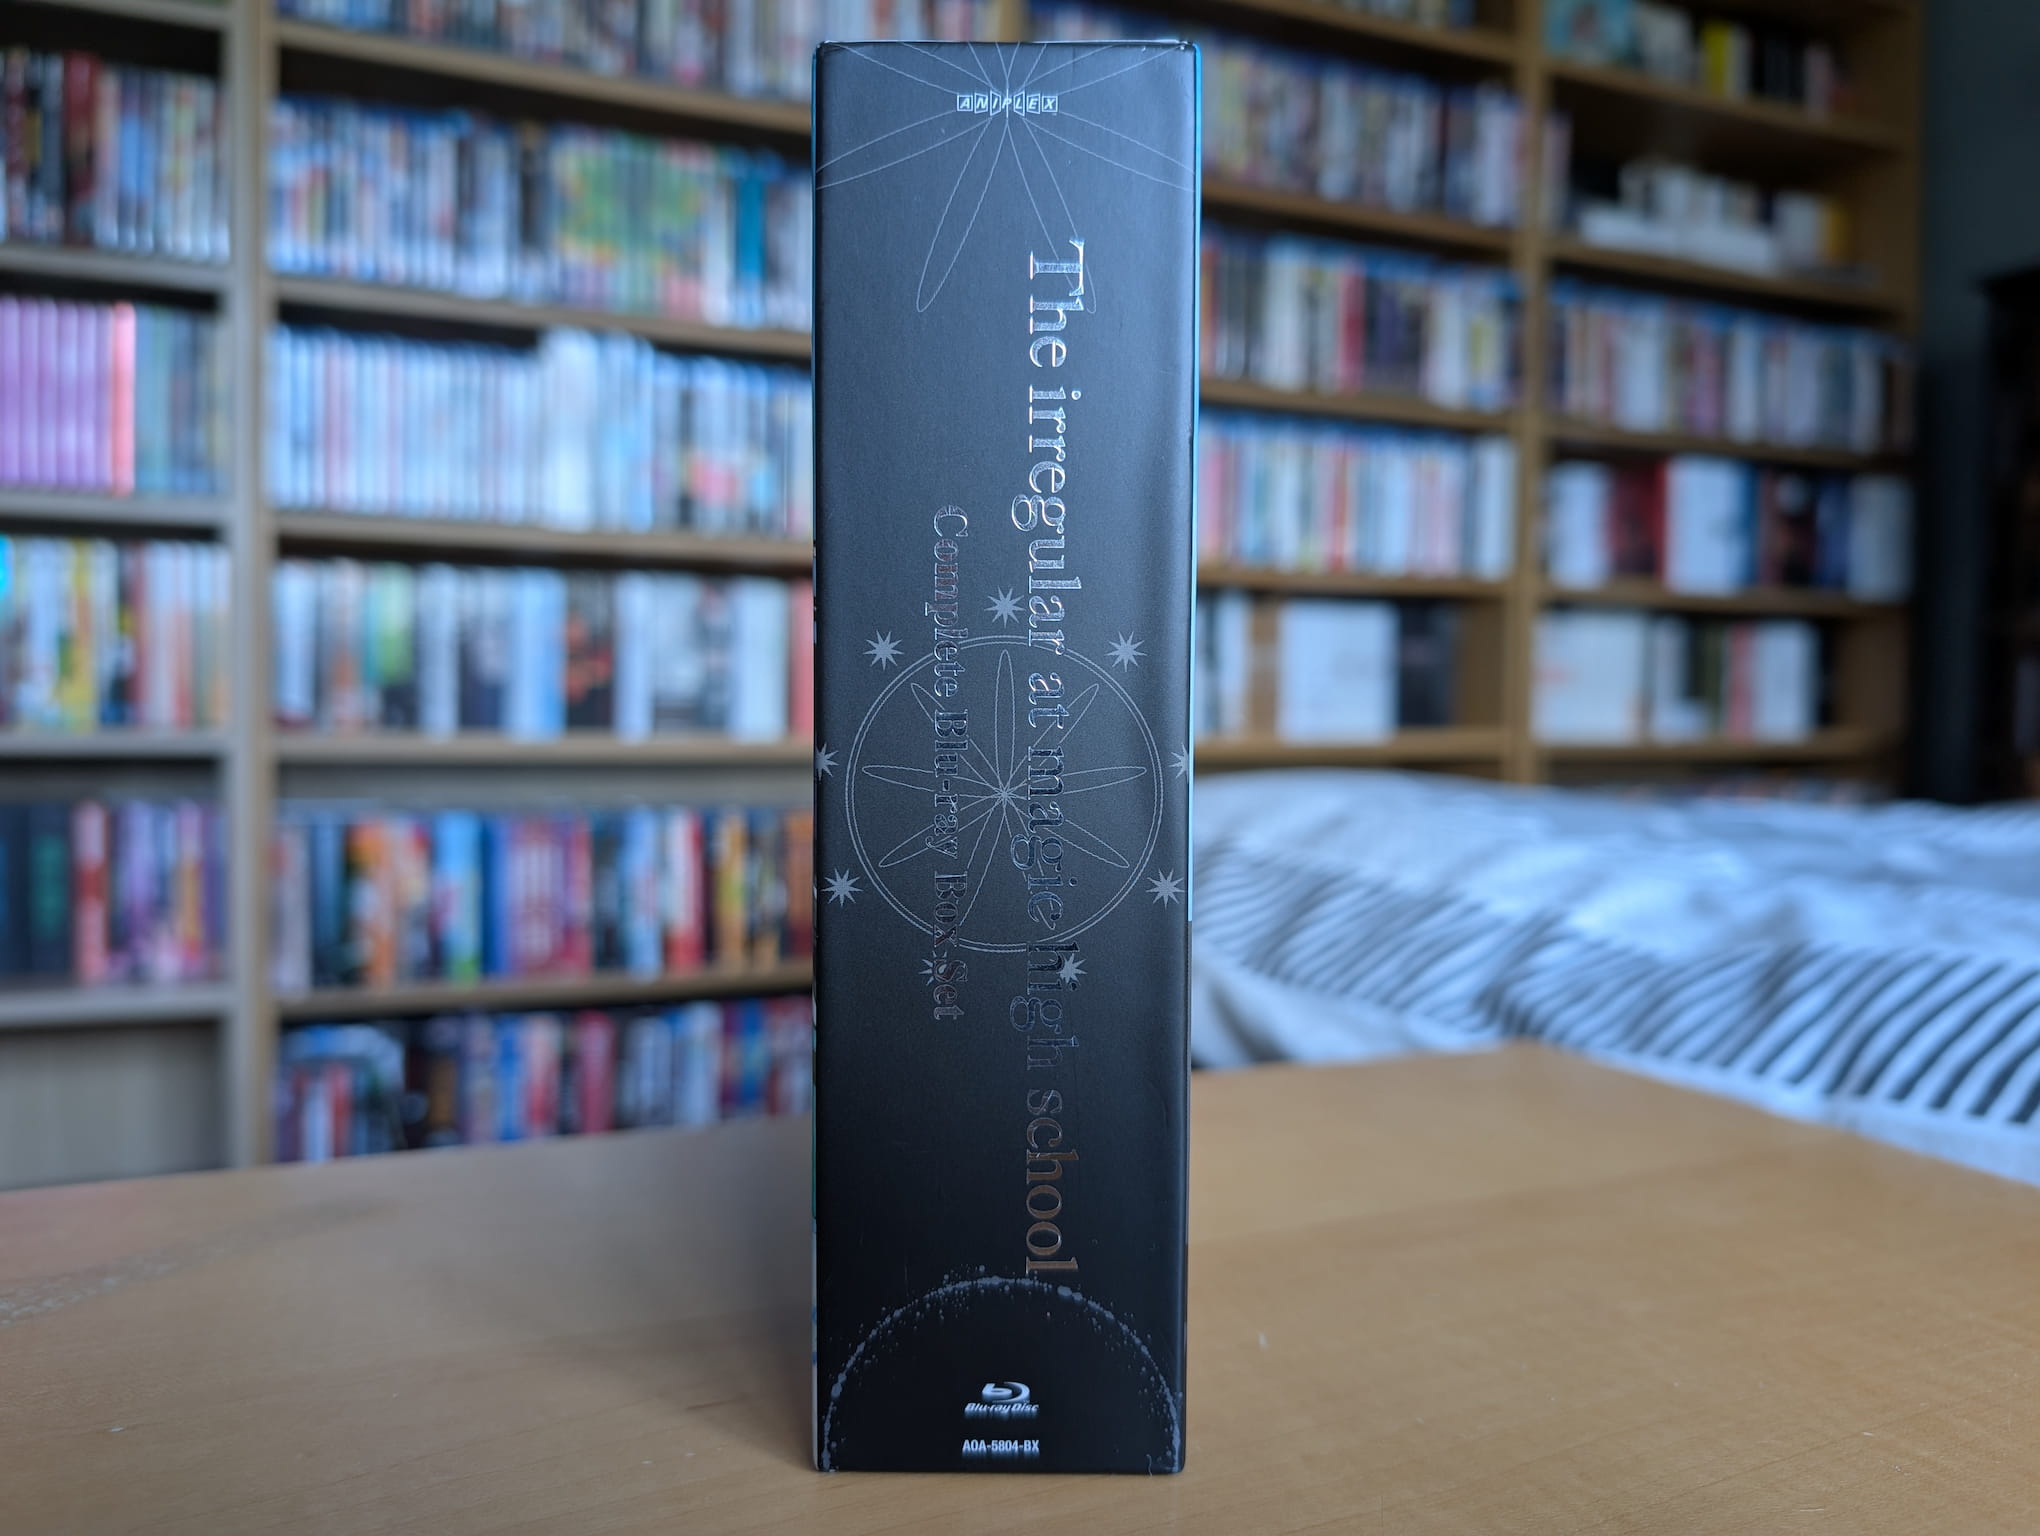 ANIPLEX
The irregular at magic high school
Complete Blu-ray Box Set
Blu-ray Disc
AOA-5804-BX